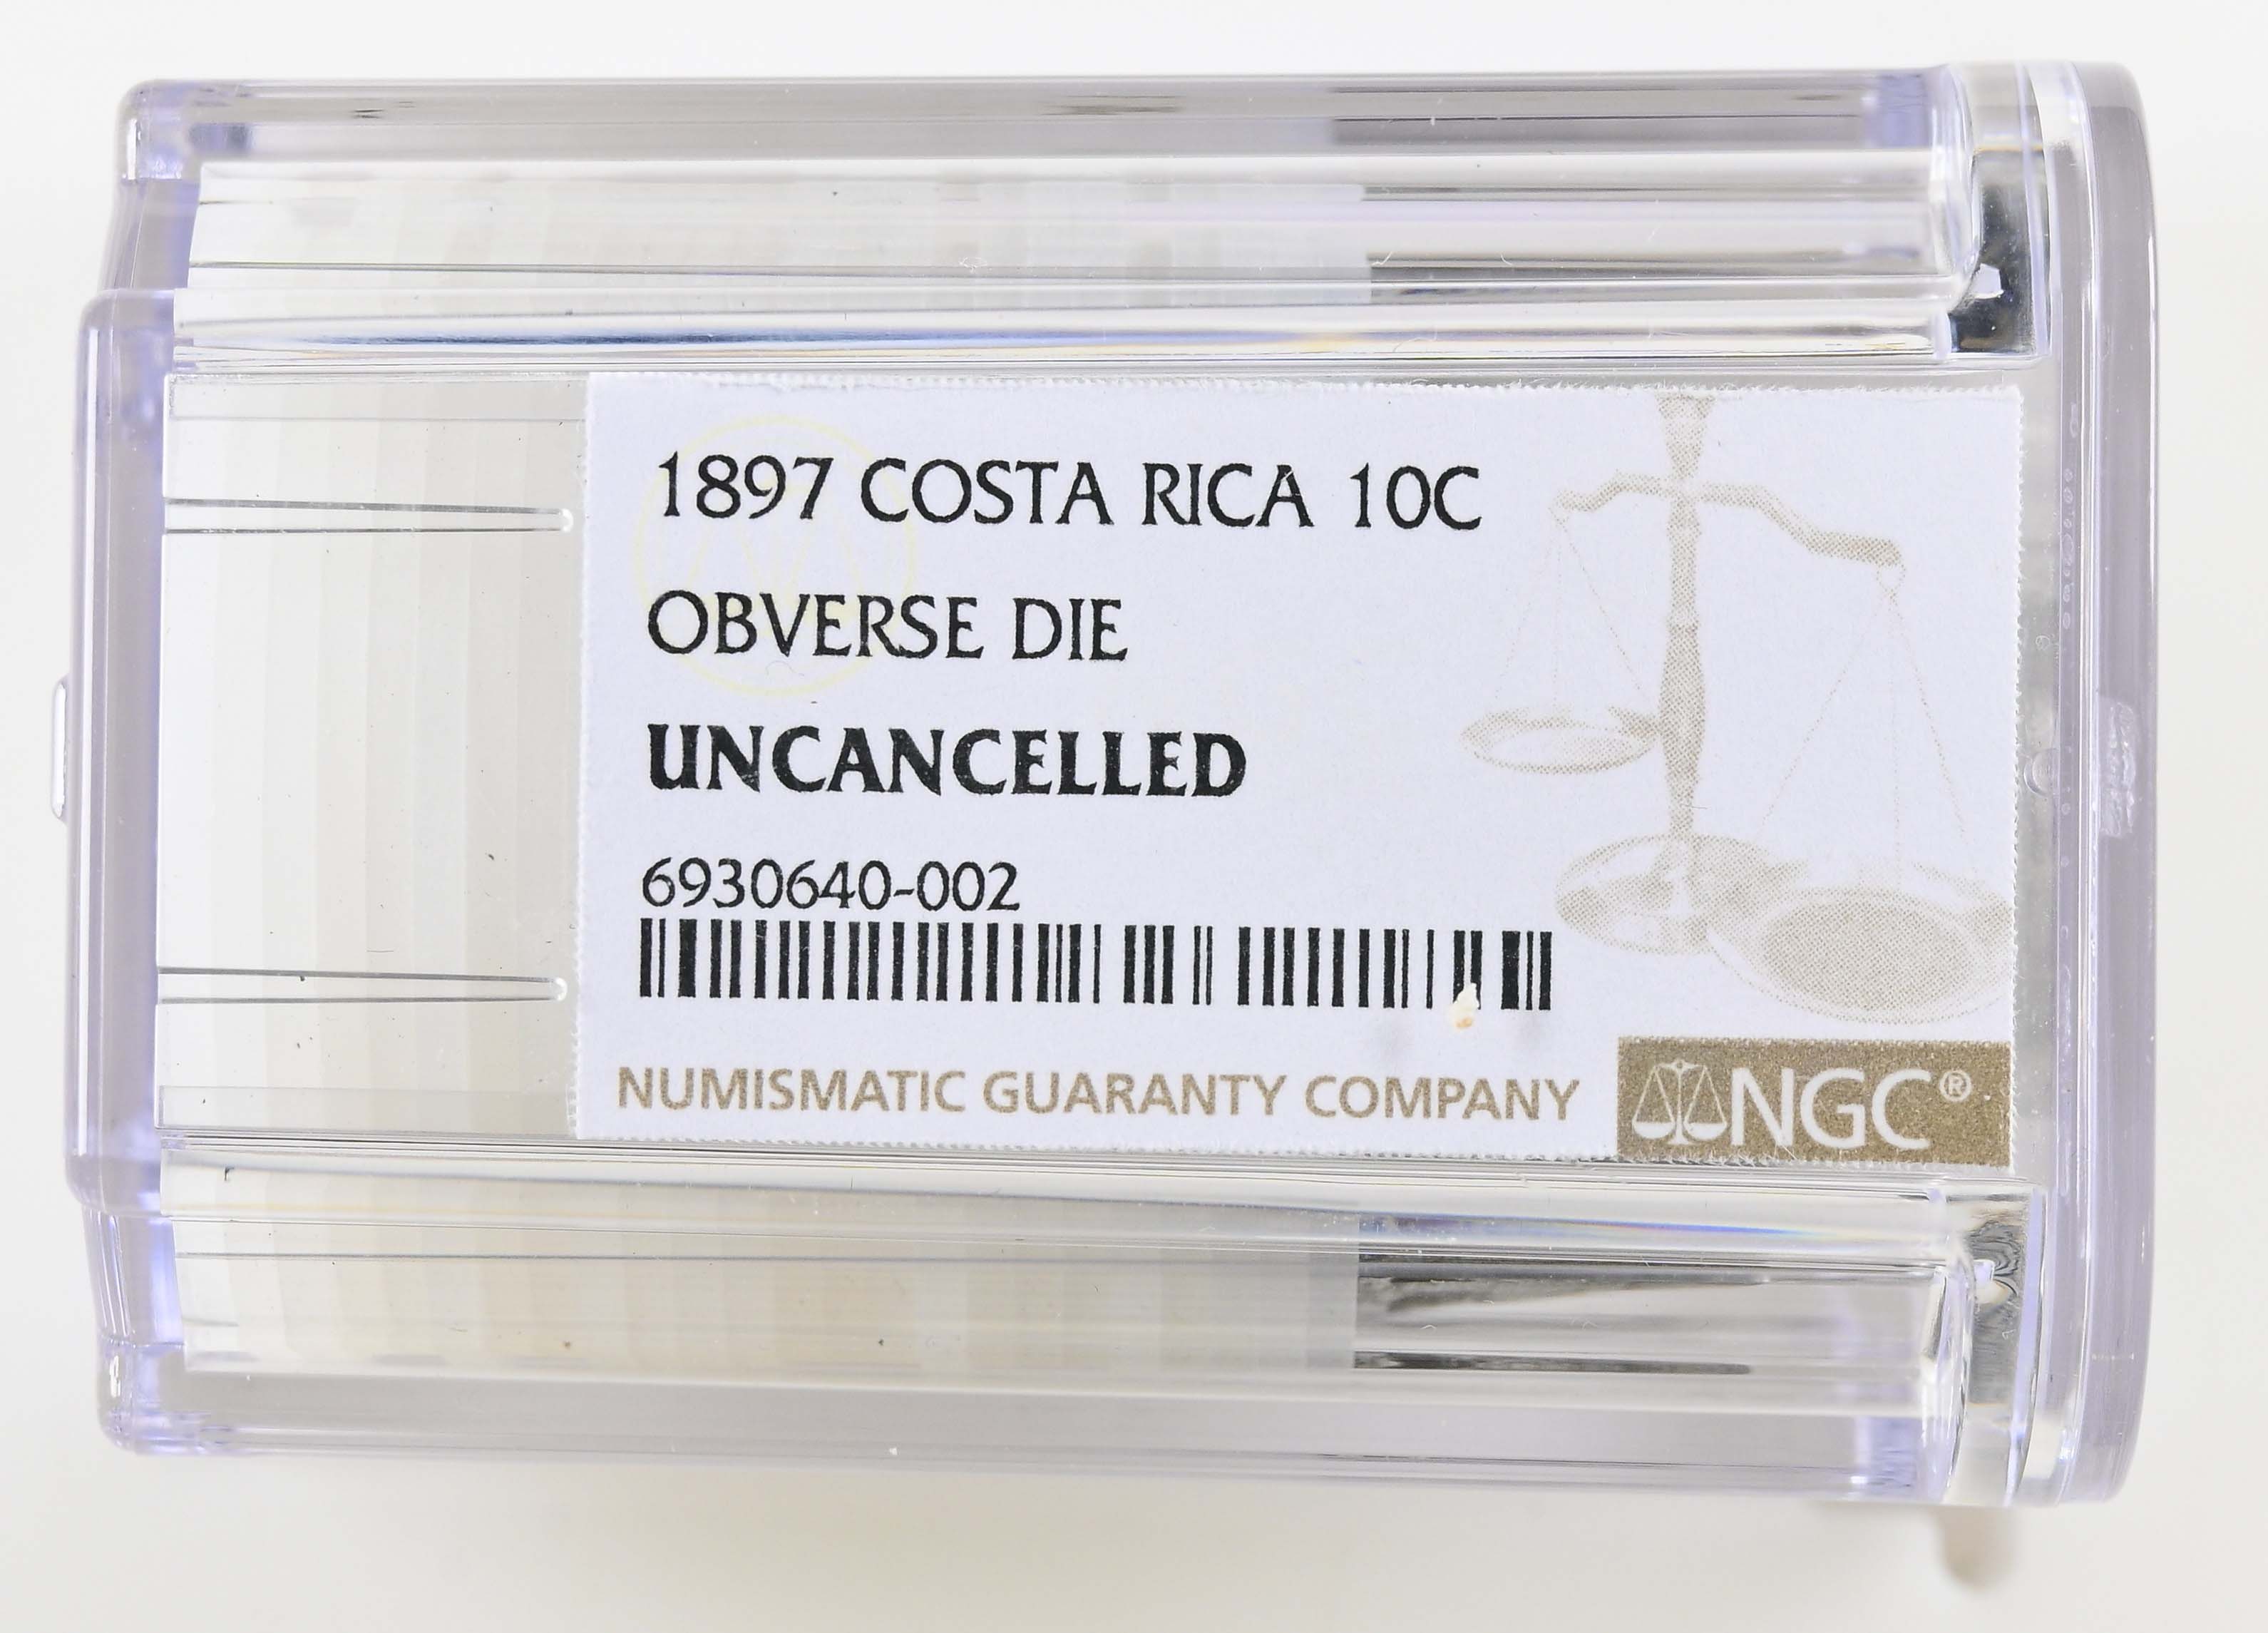 1897 COSTA RICA 10C
OBVERSE DIE
UNCANCELLED
6930640-002
NUMISMATIC GUARANTY COMPANY
NGC®